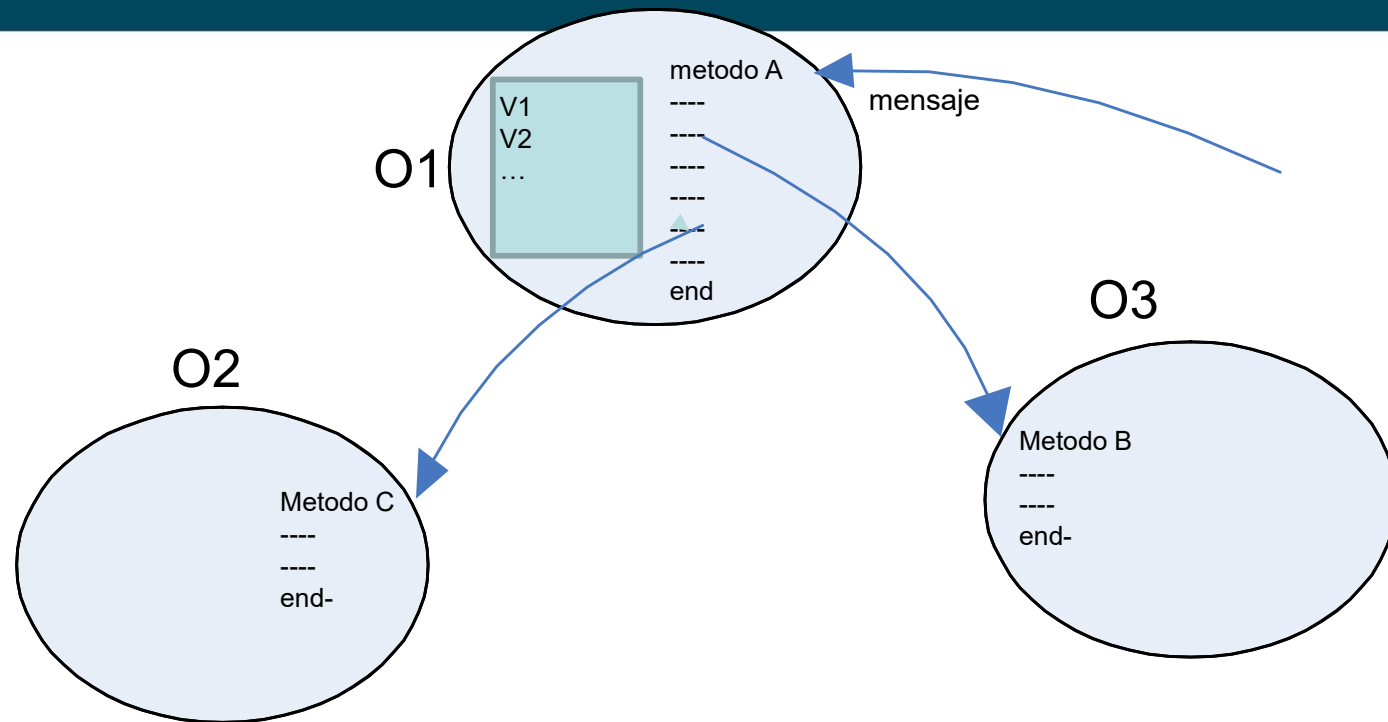 O1
V1
V2
…
metodo A
----
----
----
----
----
----
end
mensaje
O2
Metodo C
----
----
end-
O3
Metodo B
----
----
end-